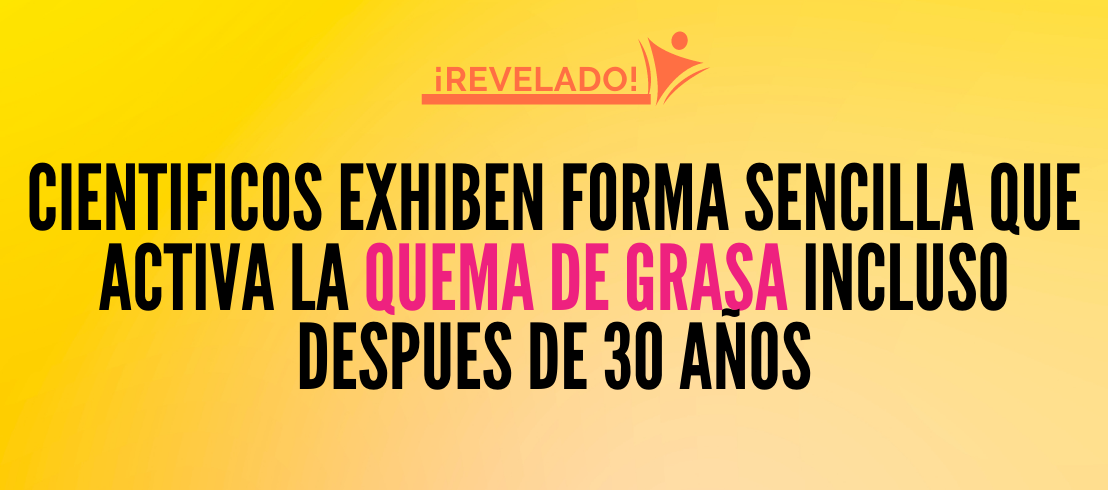 ¡REVELADO!
CIENTIFICOS EXHIBEN FORMA SENCILLA QUE
ACTIVA LA QUEMA DE GRASA INCLUSO
DESPUES DE 30 AÑOS